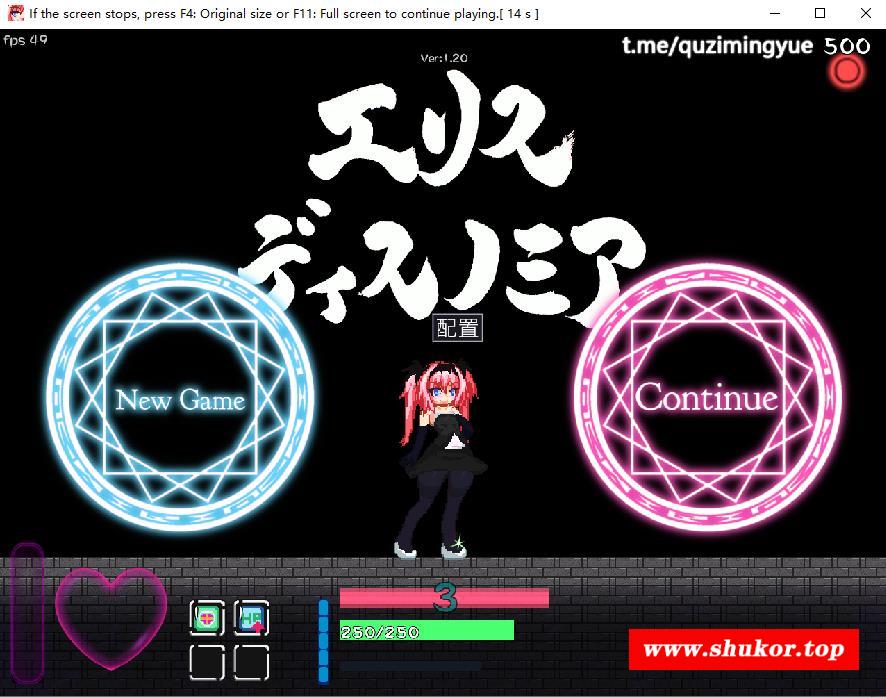 If the screen stops, press F4: Original size or F11: Full screen to continue playing.[ 14 s ]
fps 49
t.me/quzimingyue 500
Ver:1.20
エリス
ディスノミア
配置
New Game
Continue
3
HP
250/250
www.shukor.top